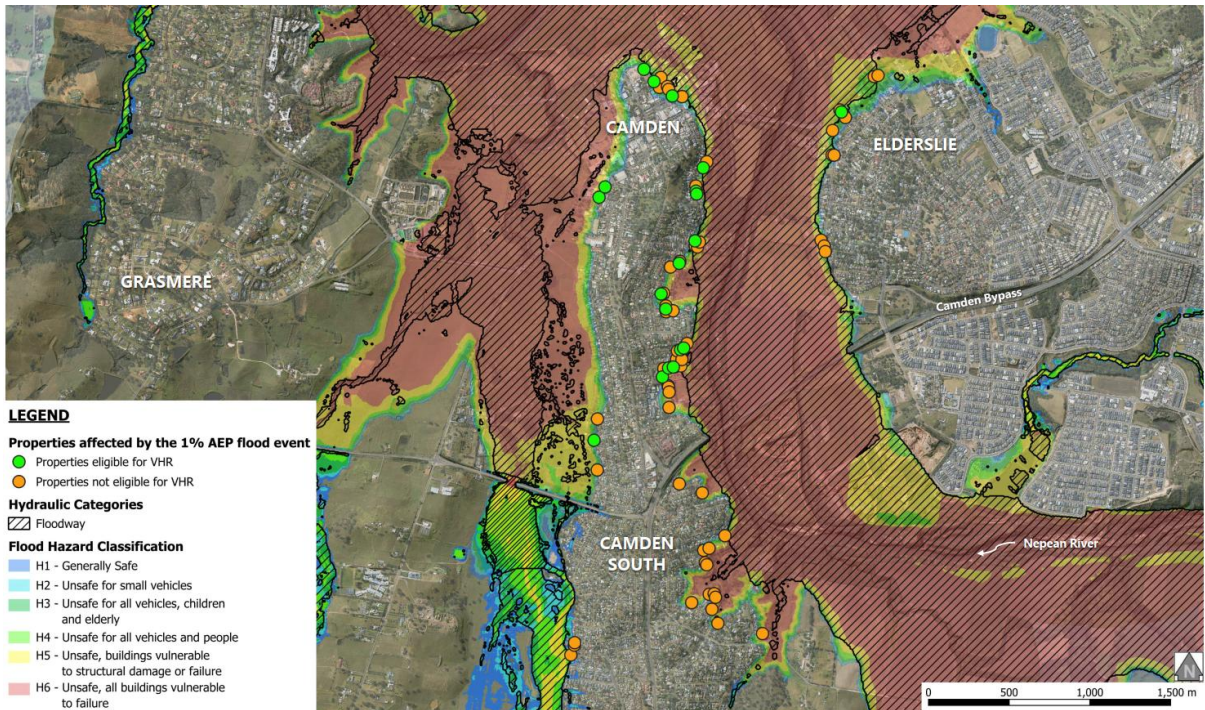 CAMDEN
ELDERSLIE
GRASMERE
Camden Bypass
LEGEND
Properties affected by the 1% AEP flood event
Properties eligible for VHR
Properties not eligible for VHR
Hydraulic Categories
Floodway
Flood Hazard Classification
H1 - Generally Safe
H2 - Unsafe for small vehicles
H3 - Unsafe for all vehicles, children
and elderly
H4 - Unsafe for all vehicles and people
H5 - Unsafe, buildings vulnerable
to structural damage or failure
H6 - Unsafe, all buildings vulnerable
to failure
CAMDEN
SOUTH
Nepean River
0 500 1,000 1,500 m